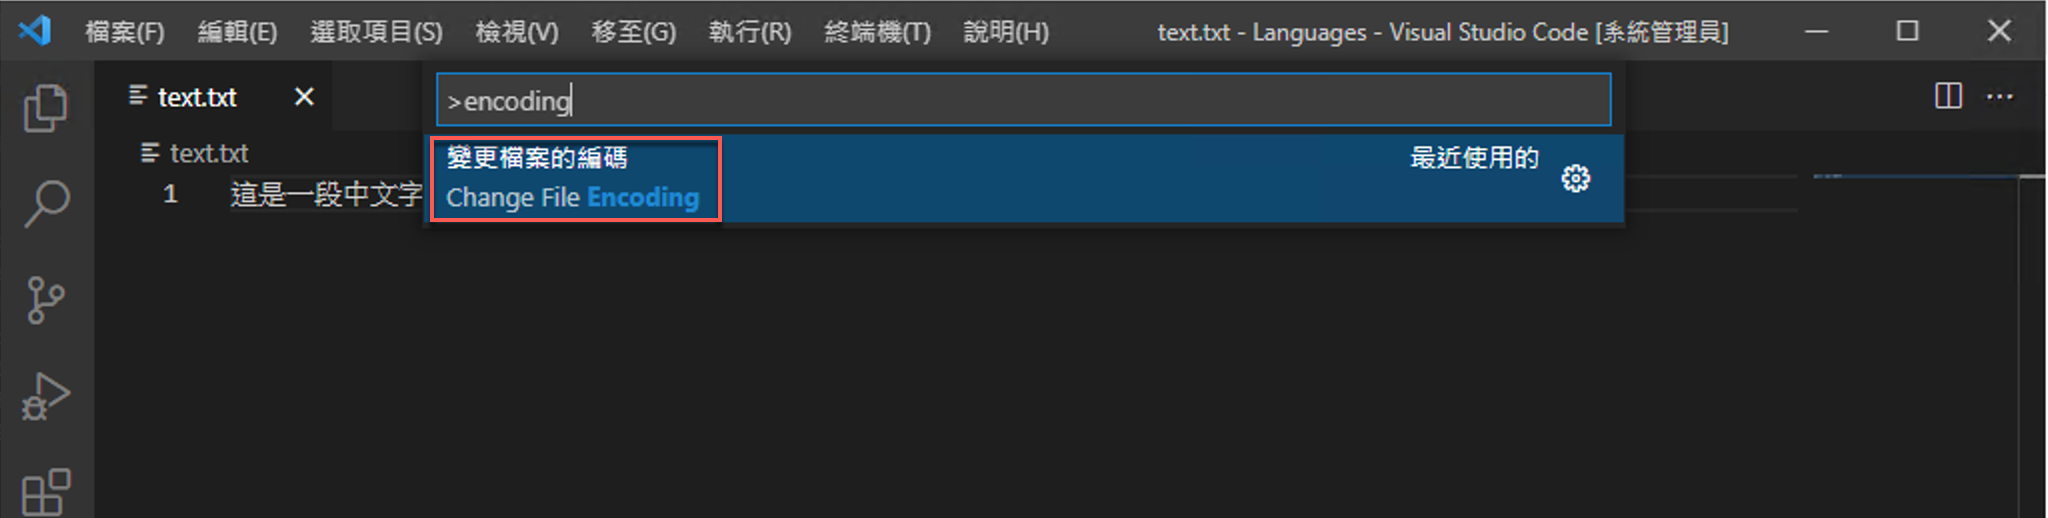 檔案(F) 編輯(E) 選取項目(S) 檢視(V) 移至(G) 執行(R) 終端機(T) 說明(H) text.txt - Languages - Visual Studio Code [系統管理員]
text.txt
>encoding
變更檔案的編碼 最近使用的
Change File Encoding
text.txt
1 這是一段中文字